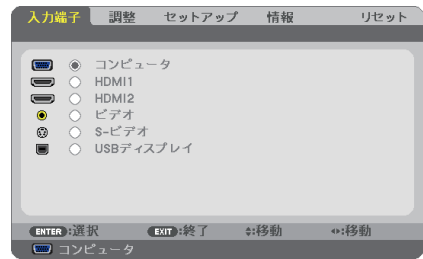 入力端子 調整 セットアップ 情報 リセット
コンピュータ
HDMI1
HDMI2
ビデオ
S-ビデオ
USBディスプレイ
ENTER:選択 EXIT:終了 :移動 :移動
コンピュータ